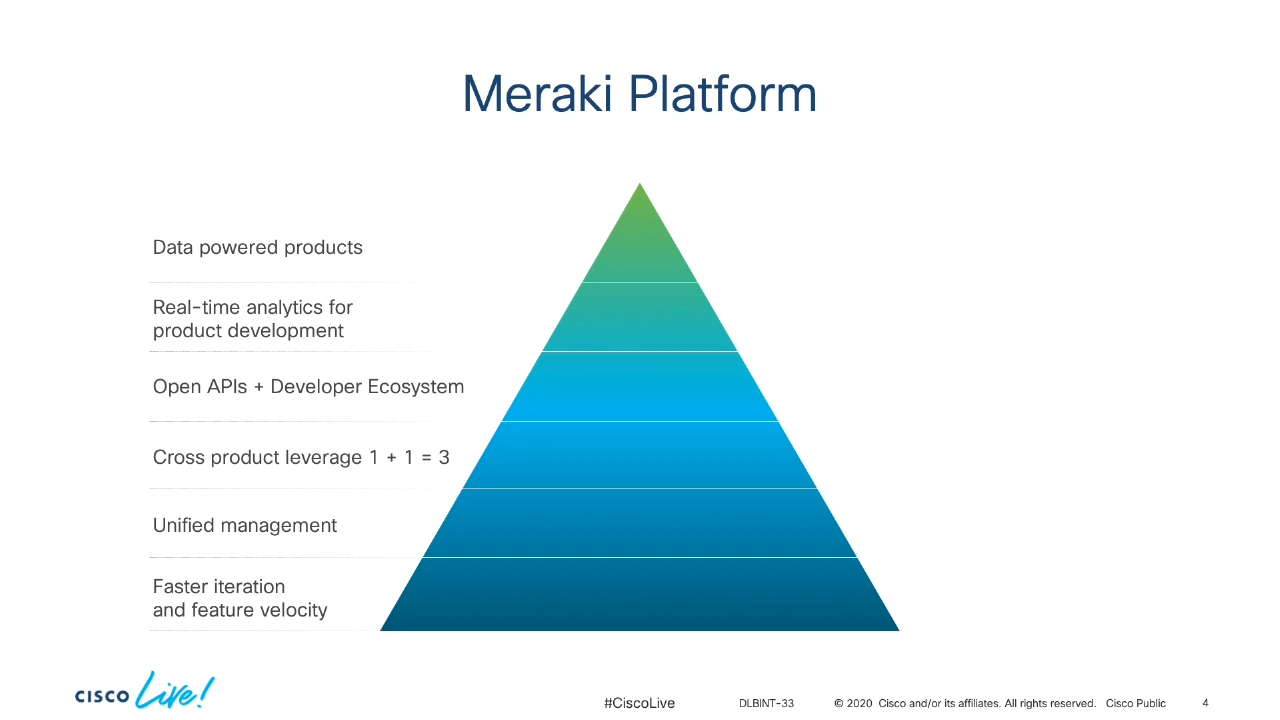 Meraki Platform
Data powered products
Real-time analytics for
product development
Open APIs + Developer Ecosystem
Cross product leverage 1 + 1 = 3
Unified management
Faster iteration
and feature velocity
CISCO Live!
#CiscoLive
DLBINT-33
© 2020 Cisco and/or its affiliates. All rights reserved. Cisco Public
4